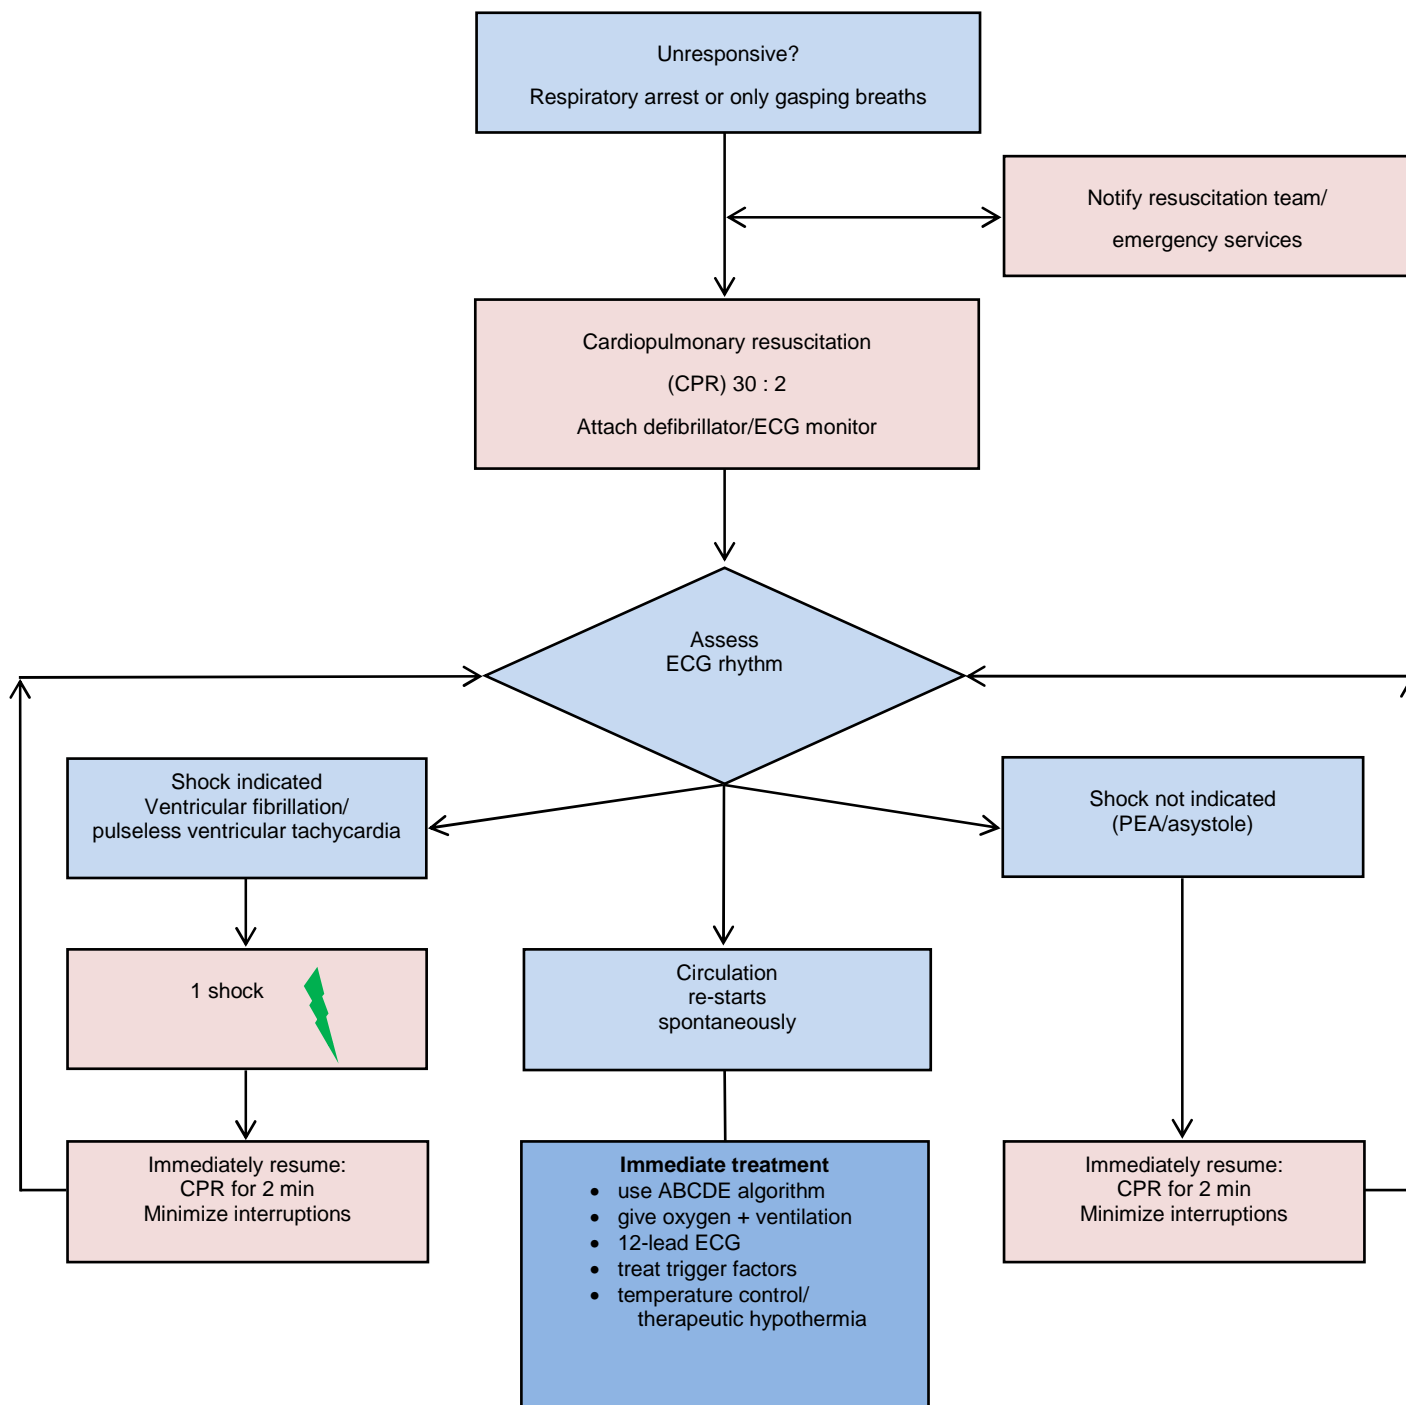 Unresponsive?
Respiratory arrest or only gasping breaths
Notify resuscitation team/
emergency services
Cardiopulmonary resuscitation
(CPR) 30 : 2
Attach defibrillator/ECG monitor
Assess
ECG rhythm
Shock indicated
Ventricular fibrillation/
pulseless ventricular tachycardia
Shock not indicated
(PEA/asystole)
1 shock
Circulation
re-starts
spontaneously
Immediately resume:
CPR for 2 min
Minimize interruptions
Immediate treatment
• use ABCDE algorithm
• give oxygen + ventilation
• 12-lead ECG
• treat trigger factors
• temperature control/
therapeutic hypothermia
Immediately resume:
CPR for 2 min
Minimize interruptions